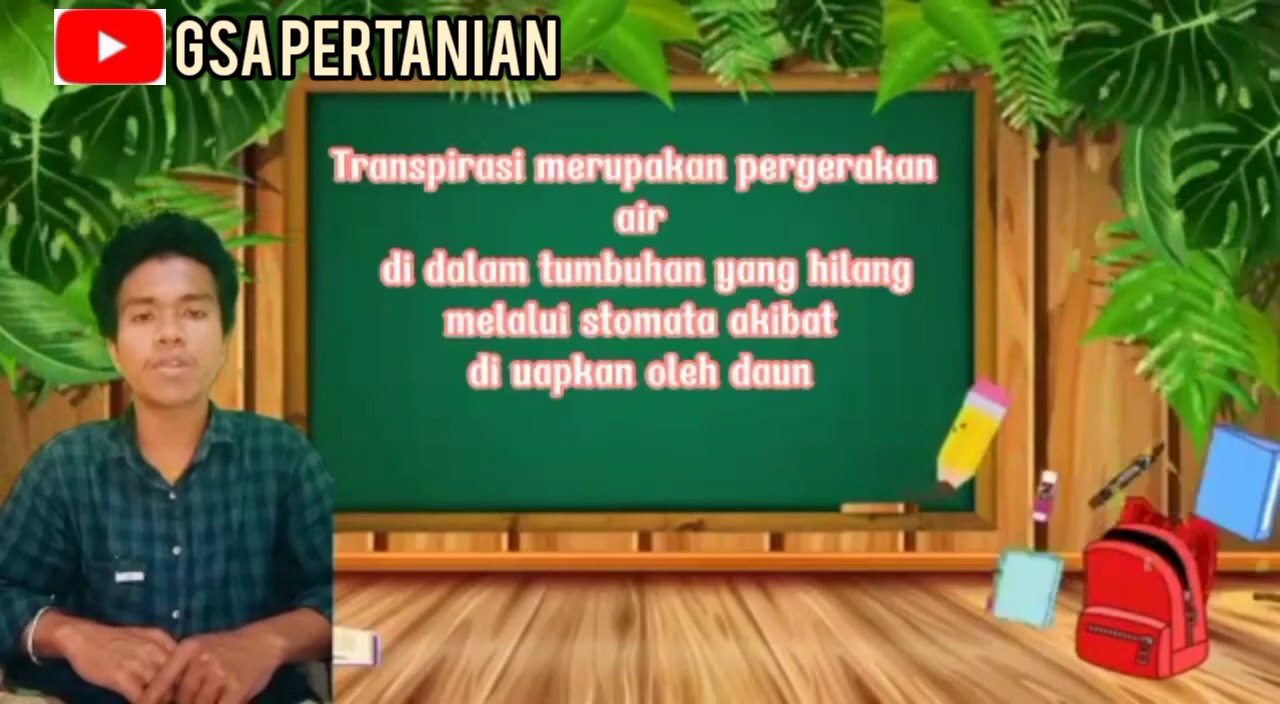 GSA PERTANIAN
Transpirasi merupakan pergerakan
air
di dalam tumbuhan yang hilang
melalui stomata akibat
di uapkan oleh daun